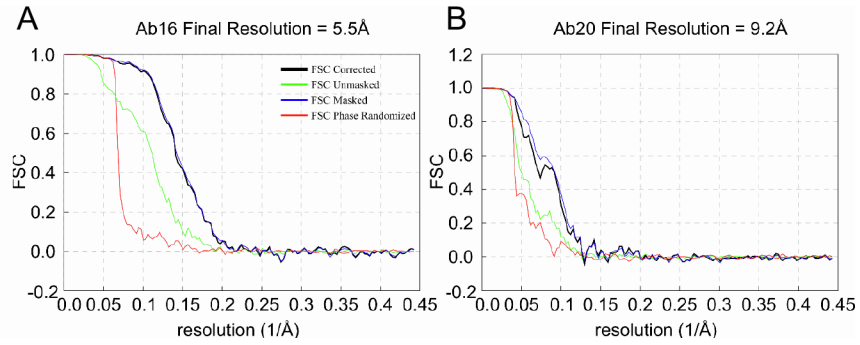 A
Ab16 Final Resolution = 5.5Å
1.0
0.8
0.6
0.4
0.2
0.0
-0.2
FSC
FSC Corrected
FSC Unmasked
FSC Masked
FSC Phase Randomized
0.0 0.05 0.1 0.15 0.2 0.25 0.3 0.35 0.4 0.45
resolution (1/Å)
B
Ab20 Final Resolution = 9.2Å
1.2
1.0
0.8
0.6
0.4
0.2
0.0
-0.2
FSC
0.0 0.05 0.1 0.15 0.2 0.25 0.3 0.35 0.4 0.45
resolution (1/Å)